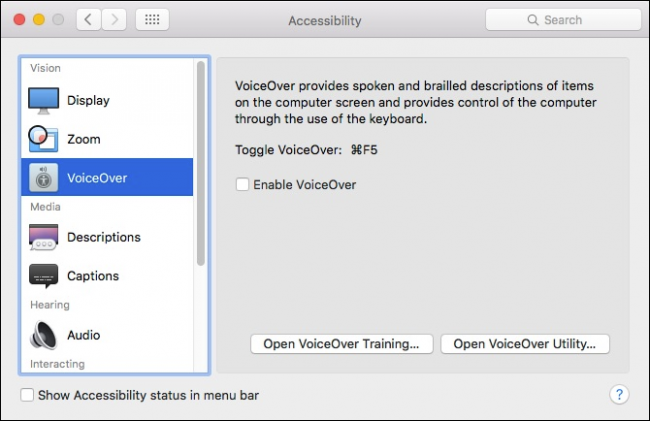 Accessibility
Search
Vision
Display
Zoom
VoiceOver
Media
Descriptions
Captions
Hearing
Audio
Interacting
VoiceOver provides spoken and brailled descriptions of items
on the computer screen and provides control of the computer
through the use of the keyboard.
Toggle VoiceOver: ⌘F5
Enable VoiceOver
Open VoiceOver Training...
Open VoiceOver Utility...
Show Accessibility status in menu bar
?